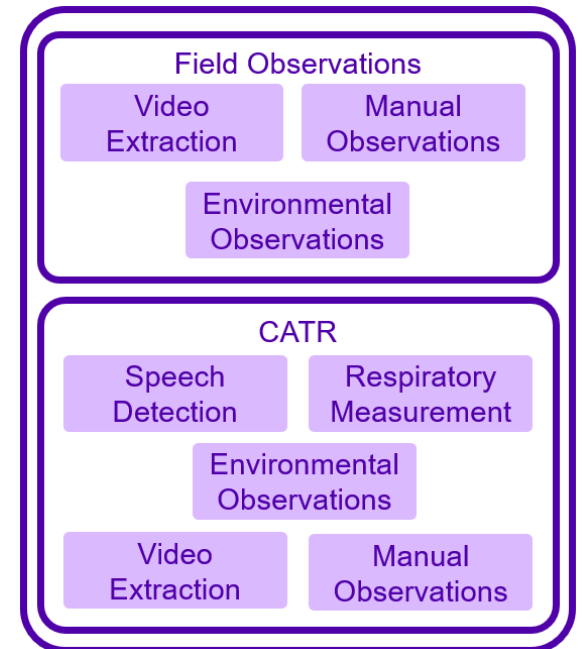 Field Observations
Video
Extraction
Manual
Observations
Environmental
Observations
CATR
Speech
Detection
Respiratory
Measurement
Environmental
Observations
Video
Extraction
Manual
Observations